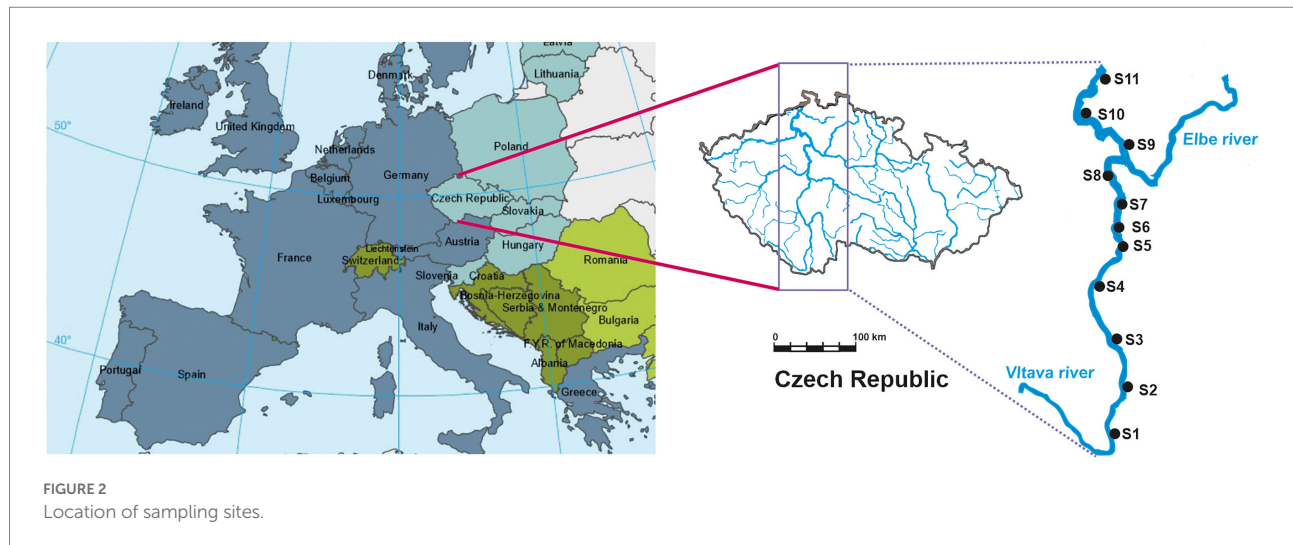 Latvia
Denmark
Lithuania
Ireland
50°
United Kingdom
Poland
Netherlands
Germany
Belgium
Luxembourg
Czech Republic
Slovakia
Austria
Liechtenstein
Hungary
France
Switzerland
Romania
Slovenia
Croatia
Bosnia-Herzegovina
Serbia & Montenegro
Bulgaria
Italy
40°
F.Y.R. of Macedonia
Albania
Portugal
Spain
Greece
0
100 km
Czech Republic
S11
S10
Elbe river
S9
S8
S7
S6
S5
S4
S3
Vltava river
S2
S1
FIGURE 2
Location of sampling sites.